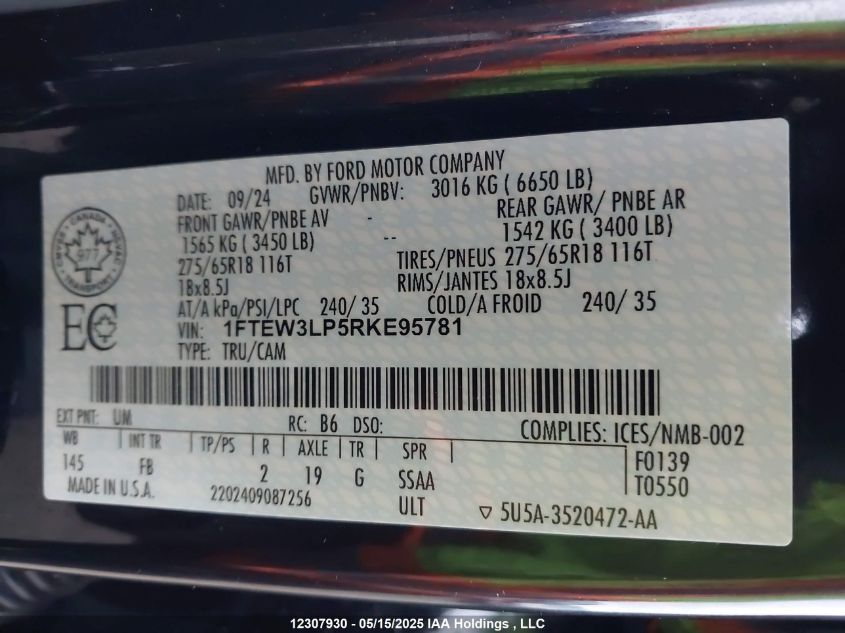 MFD. BY FORD MOTOR COMPANY
DATE: 09/24 GVWR/PNBV: 3016 KG ( 6650 LB)
FRONT GAWR/PNBE AV - REAR GAWR/ PNBE AR
1565 KG ( 3450 LB) -- 1542 KG ( 3400 LB)
275/65R18 116T TIRES/PNEUS 275/65R18 116T
18x8.5J RIMS/JANTES 18x8.5J
AT/A kPa/PSI/LPC 240/ 35 COLD/A FROID 240/ 35
VIN: 1FTEW3LP5RKE95781
TYPE: TRU/CAM
CANADA
977
TRANSPORT
EC
EXT PNT: UM RC: B6 DSO: COMPLIES: ICES/NMB-002
WB INT TR TP/PS R AXLE TR SPR F0139
145 FB 2 19 G SSAA T0550
MADE IN U.S.A. 2202409087256 ULT ▽ 5U5A-3520472-AA
12307930 - 05/15/2025 IAA Holdings , LLC